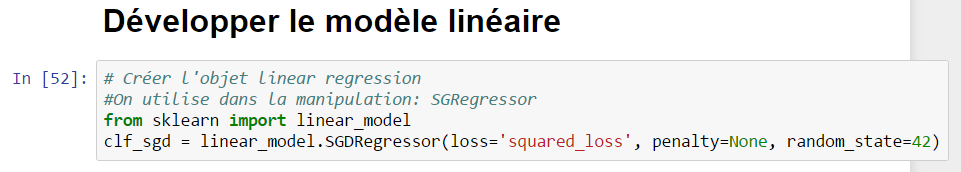 Développer le modèle linéaire
In [52]: # Créer l'objet linear regression
#On utilise dans la manipulation: SGRegressor
from sklearn import linear_model
clf_sgd = linear_model.SGDRegressor(loss='squared_loss', penalty=None, random_state=42)